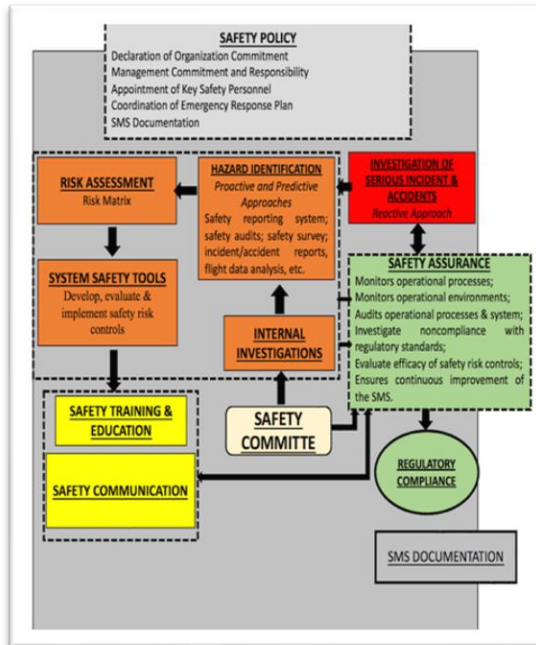 SAFETY POLICY
Declaration of Organization Commitment
Management Commitment and Responsibility
Appointment of Key Safety Personnel
Coordination of Emergency Response Plan
SMS Documentation
RISK ASSESSMENT
Risk Matrix
HAZARD IDENTIFICATION
Proactive and Predictive
Approaches
Safety reporting system;
safety audits; safety survey;
incident/accident reports,
flight data analysis, etc.
INVESTIGATION OF
SERIOUS INCIDENT &
ACCIDENTS
Reactive Approach
SYSTEM SAFETY TOOLS
Develop, evaluate &
implement safety risk
controls
INTERNAL
INVESTIGATIONS
SAFETY ASSURANCE
Monitors operational processes;
Monitors operational environments;
Audits operational processes & system;
Investigate noncompliance with
regulatory standards;
Evaluate efficacy of safety risk controls;
Ensures continuous improvement of
the SMS.
SAFETY TRAINING &
EDUCATION
SAFETY
COMMITTE
SAFETY COMMUNICATION
REGULATORY
COMPLIANCE
SMS DOCUMENTATION